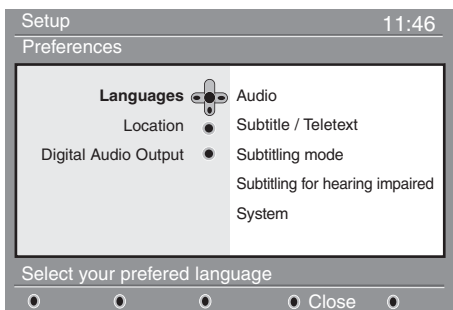 Setup 11:46
Preferences
Languages
Location
Digital Audio Output
Audio
Subtitle / Teletext
Subtitling mode
Subtitling for hearing impaired
System
Select your prefered language
Close